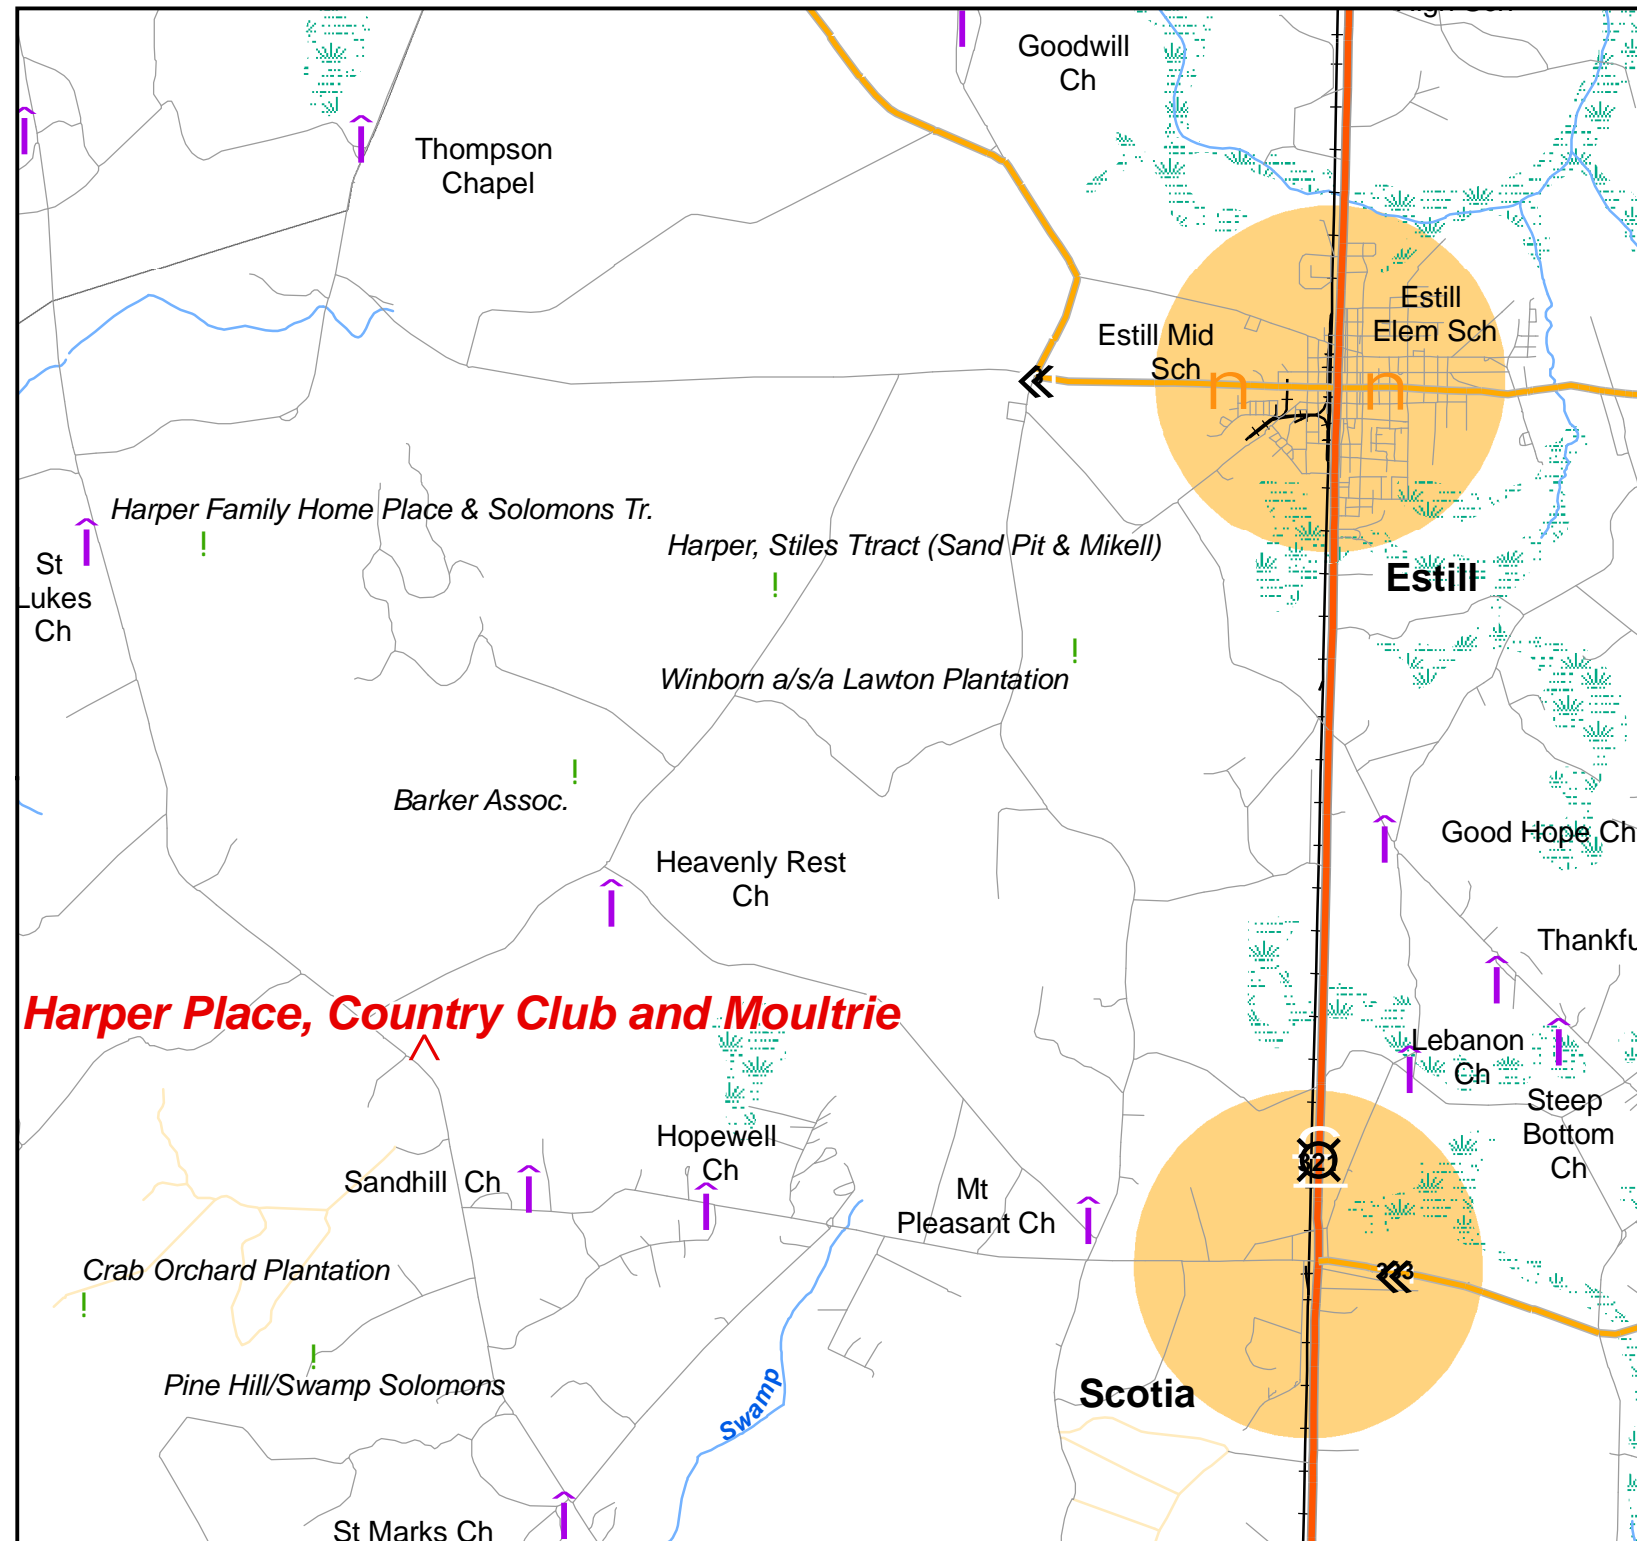 Goodwill
Ch
Thompson
Chapel
Estill
Elem Sch
Estill Mid
Sch
n
n
Harper Family Home Place & Solomons Tr.
Harper, Stiles Ttract (Sand Pit & Mikell)
St
Lukes
Ch
Estill
Winborn a/s/a Lawton Plantation
Barker Assoc.
Good Hope Ch
Heavenly Rest
Ch
Harper Place, Country Club and Moultrie
Lebanon
Ch
Steep
Bottom
Ch
Hopewell
Ch
321
Sandhill Ch
Mt
Pleasant Ch
Crab Orchard Plantation
Pine Hill/Swamp Solomons
Scotia
Swamp
St Marks Ch